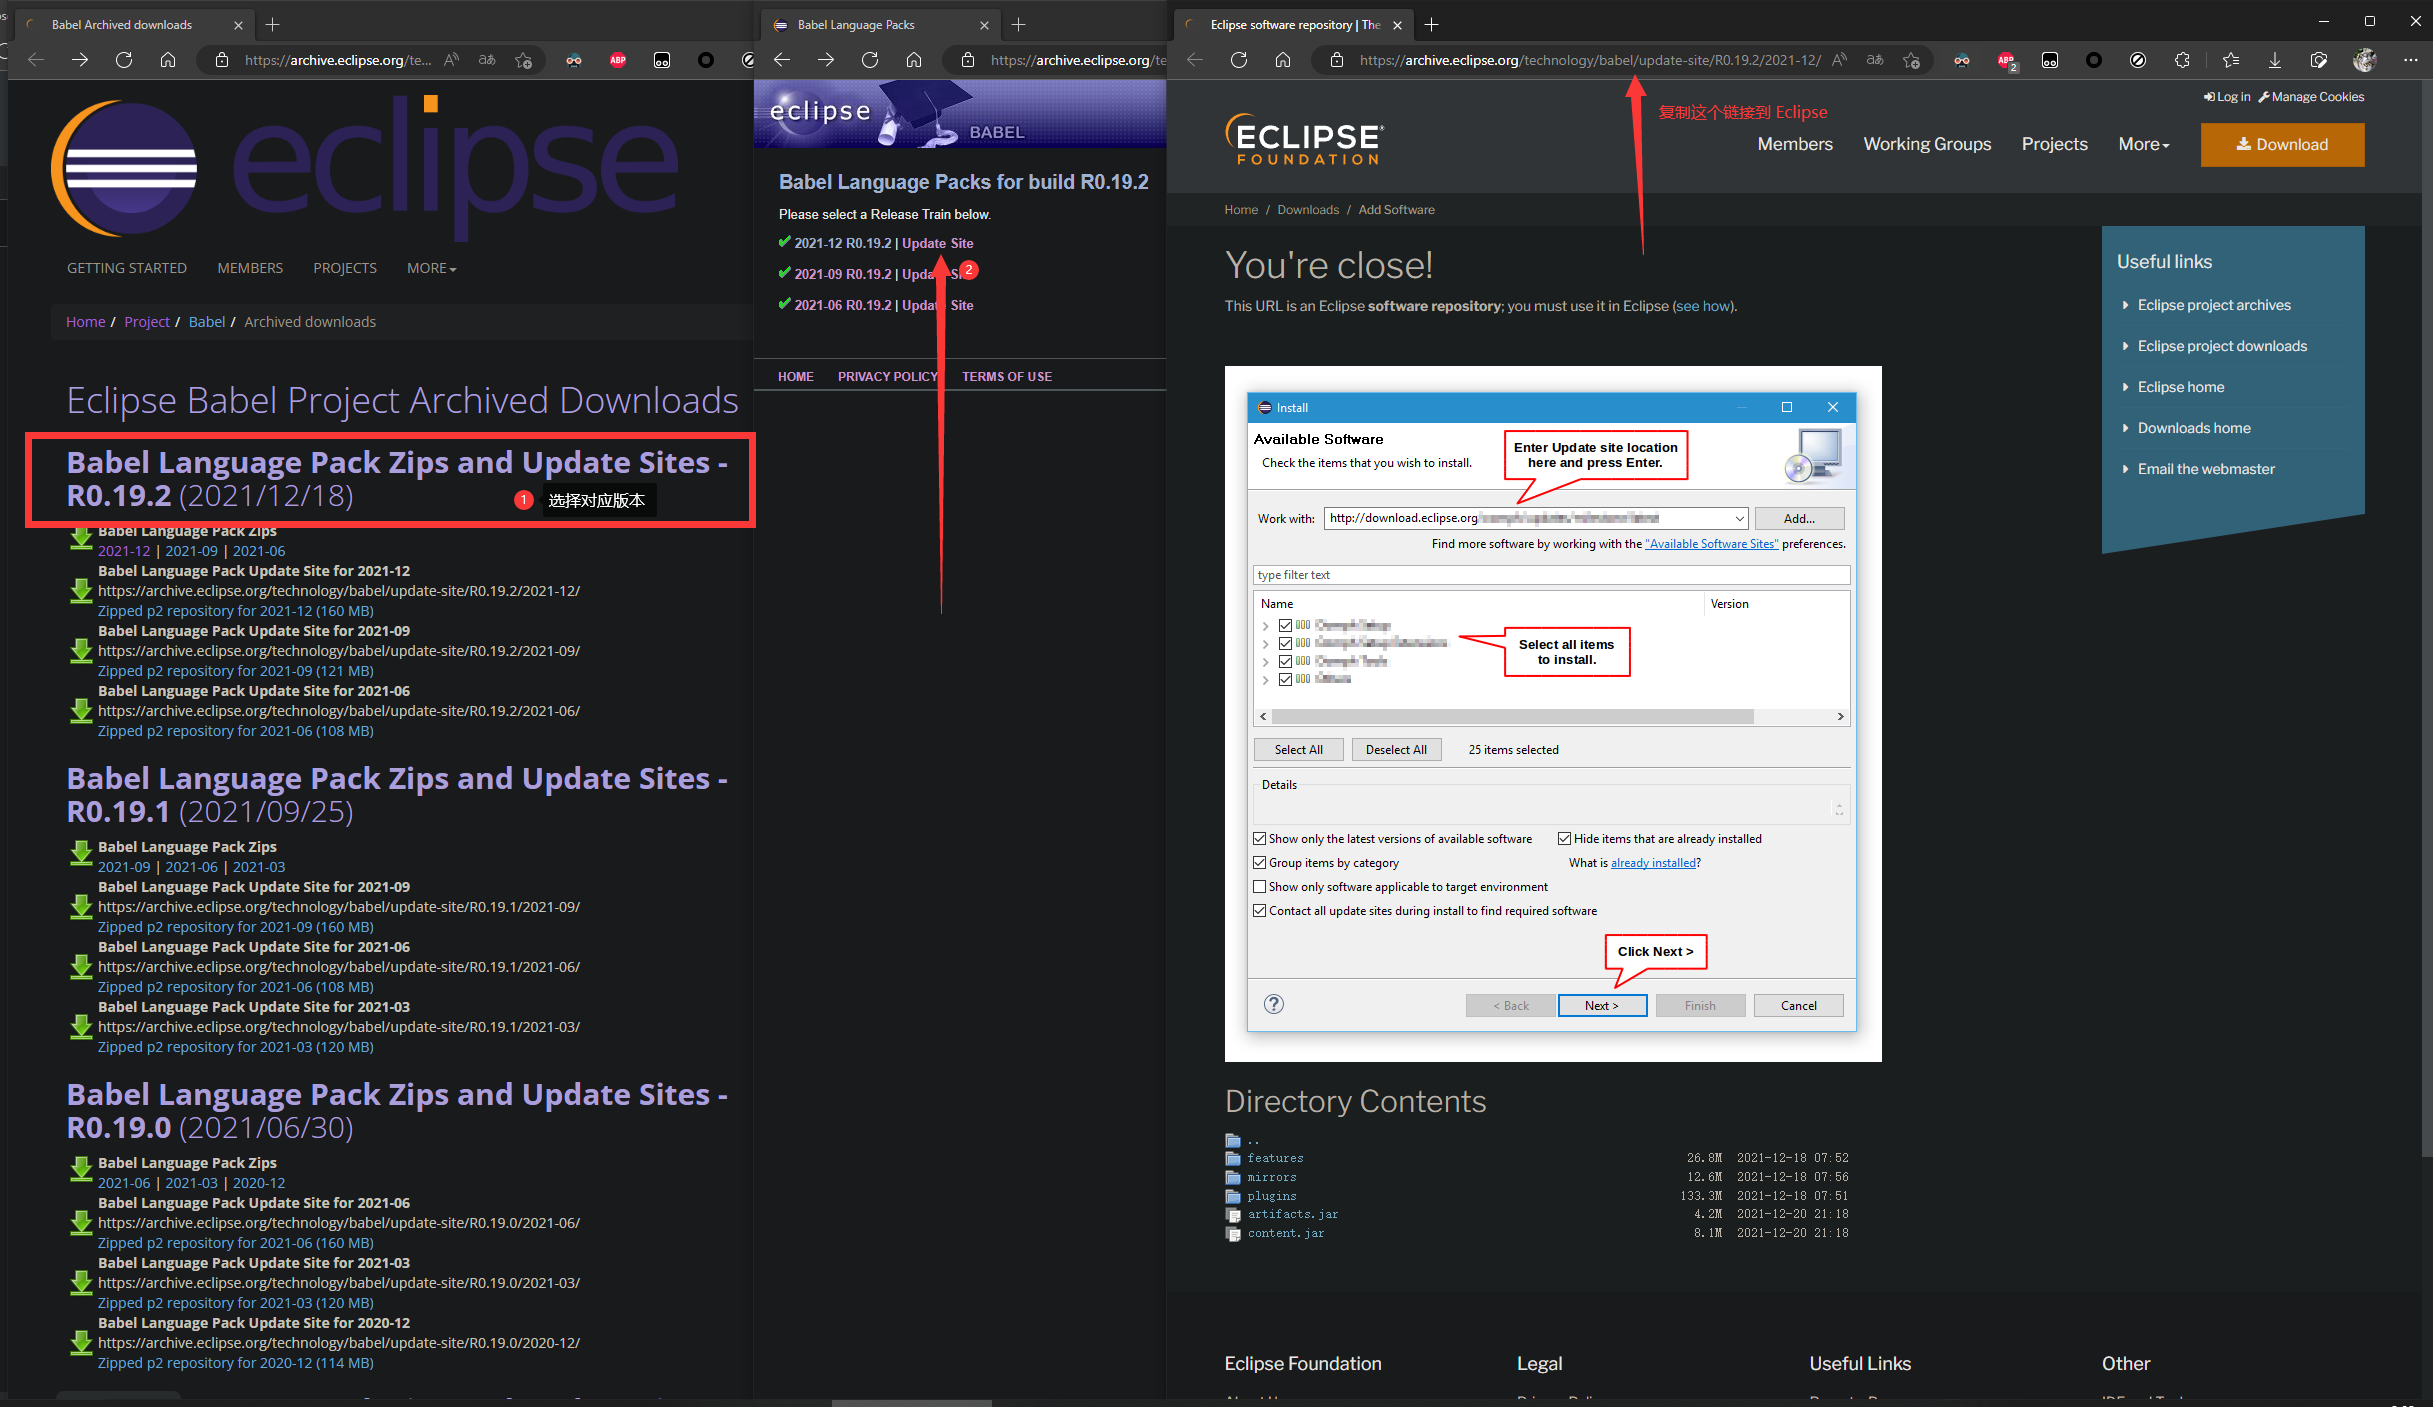 Babel Archived downloads
https://archive.eclipse.org/te...
eclipse
GETTING STARTED MEMBERS PROJECTS MORE
Home / Project / Babel / Archived downloads
Eclipse Babel Project Archived Downloads
Babel Language Pack Zips and Update Sites -
R0.19.2 (2021/12/18)
1 选择对应版本
Babel Language Pack Zips
2021-12 | 2021-09 | 2021-06
Babel Language Pack Update Site for 2021-12
https://archive.eclipse.org/technology/babel/update-site/R0.19.2/2021-12/
Zipped p2 repository for 2021-12 (160 MB)
Babel Language Pack Update Site for 2021-09
https://archive.eclipse.org/technology/babel/update-site/R0.19.2/2021-09/
Zipped p2 repository for 2021-09 (121 MB)
Babel Language Pack Update Site for 2021-06
https://archive.eclipse.org/technology/babel/update-site/R0.19.2/2021-06/
Zipped p2 repository for 2021-06 (108 MB)
Babel Language Pack Zips and Update Sites -
R0.19.1 (2021/09/25)
Babel Language Pack Zips
2021-09 | 2021-06 | 2021-03
Babel Language Pack Update Site for 2021-09
https://archive.eclipse.org/technology/babel/update-site/R0.19.1/2021-09/
Zipped p2 repository for 2021-09 (160 MB)
Babel Language Pack Update Site for 2021-06
https://archive.eclipse.org/technology/babel/update-site/R0.19.1/2021-06/
Zipped p2 repository for 2021-06 (108 MB)
Babel Language Pack Update Site for 2021-03
https://archive.eclipse.org/technology/babel/update-site/R0.19.1/2021-03/
Zipped p2 repository for 2021-03 (120 MB)
Babel Language Pack Zips and Update Sites -
R0.19.0 (2021/06/30)
Babel Language Pack Zips
2021-06 | 2021-03 | 2020-12
Babel Language Pack Update Site for 2021-06
https://archive.eclipse.org/technology/babel/update-site/R0.19.0/2021-06/
Zipped p2 repository for 2021-06 (160 MB)
Babel Language Pack Update Site for 2021-03
https://archive.eclipse.org/technology/babel/update-site/R0.19.0/2021-03/
Zipped p2 repository for 2021-03 (120 MB)
Babel Language Pack Update Site for 2020-12
https://archive.eclipse.org/technology/babel/update-site/R0.19.0/2020-12/
Zipped p2 repository for 2020-12 (114 MB)
Babel Language Packs
https://archive.eclipse.org/te
eclipse
BABEL
Babel Language Packs for build R0.19.2
Please select a Release Train below.
2021-12 R0.19.2 | Update Site
2
2021-09 R0.19.2 | Update
2021-06 R0.19.2 | Update Site
HOME PRIVACY POLICY TERMS OF USE
Eclipse software repository | The
https://archive.eclipse.org/technology/babel/update-site/R0.19.2/2021-12/
ABP
2
复制这个链接到 Eclipse
Log in Manage Cookies
ECLIPSE
FOUNDATION
Members Working Groups Projects More Download
Home / Downloads / Add Software
You're close!
This URL is an Eclipse software repository; you must use it in Eclipse (see how).
Install
Available Software
Check the items that you wish to install.
Enter Update site location
here and press Enter.
Work with: http://download.eclipse.org Add...
Find more software by working with the "Available Software Sites" preferences.
type filter text
Name Version
Select all items
to install.
Select All Deselect All 25 items selected
Details
Show only the latest versions of available software Hide items that are already installed
Group items by category What is already installed?
Show only software applicable to target environment
Contact all update sites during install to find required software
Click Next >
? < Back Next > Finish Cancel
Directory Contents
..
features 26.8M 2021-12-18 07:52
mirrors 12.6M 2021-12-18 07:56
plugins 133.3M 2021-12-18 07:51
artifacts.jar 4.2M 2021-12-20 21:18
content.jar 8.1M 2021-12-20 21:18
Useful links
Eclipse project archives
Eclipse project downloads
Eclipse home
Downloads home
Email the webmaster
Eclipse Foundation Legal Useful Links Other